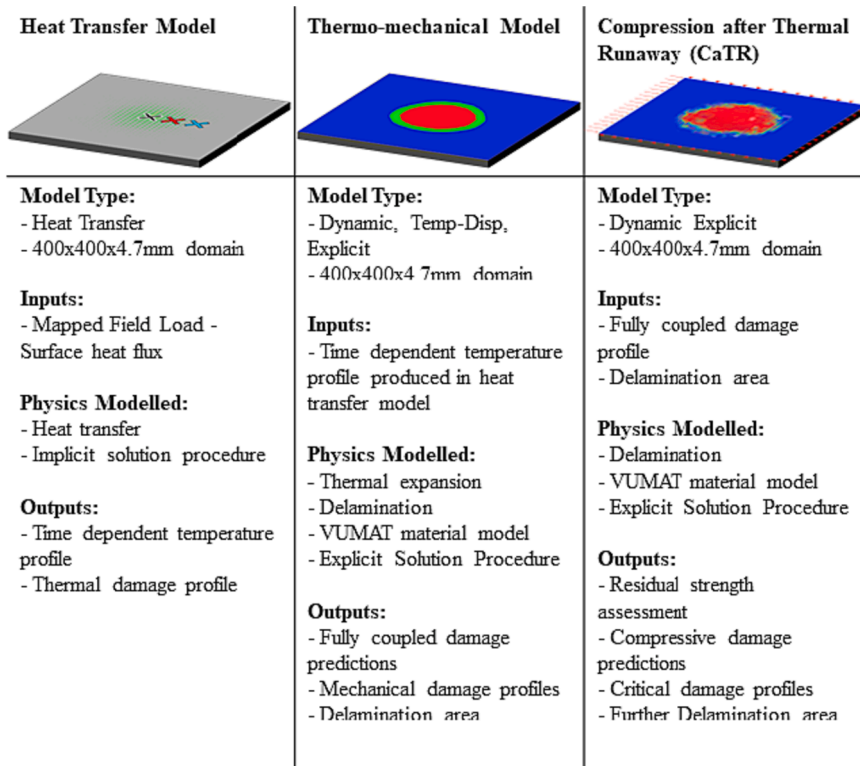 Heat Transfer Model
Model Type:
- Heat Transfer
- 400x400x4.7mm domain
Inputs:
- Mapped Field Load -
Surface heat flux
Physics Modelled:
- Heat transfer
- Implicit solution procedure
Outputs:
- Time dependent temperature
profile
- Thermal damage profile
Thermo-mechanical Model
Model Type:
- Dynamic, Temp-Disp,
Explicit
- 400x400x4.7mm domain
Inputs:
- Time dependent temperature
profile produced in heat
transfer model
Physics Modelled:
- Thermal expansion
- Delamination
- VUMAT material model
- Explicit Solution Procedure
Outputs:
- Fully coupled damage
predictions
- Mechanical damage profiles
- Delamination area
Compression after Thermal
Runaway (CaTR)
Model Type:
- Dynamic Explicit
- 400x400x4.7mm domain
Inputs:
- Fully coupled damage
profile
- Delamination area
Physics Modelled:
- Delamination
- VUMAT material model
- Explicit Solution Procedure
Outputs:
- Residual strength
assessment
- Compressive damage
predictions
- Critical damage profiles
- Further Delamination area